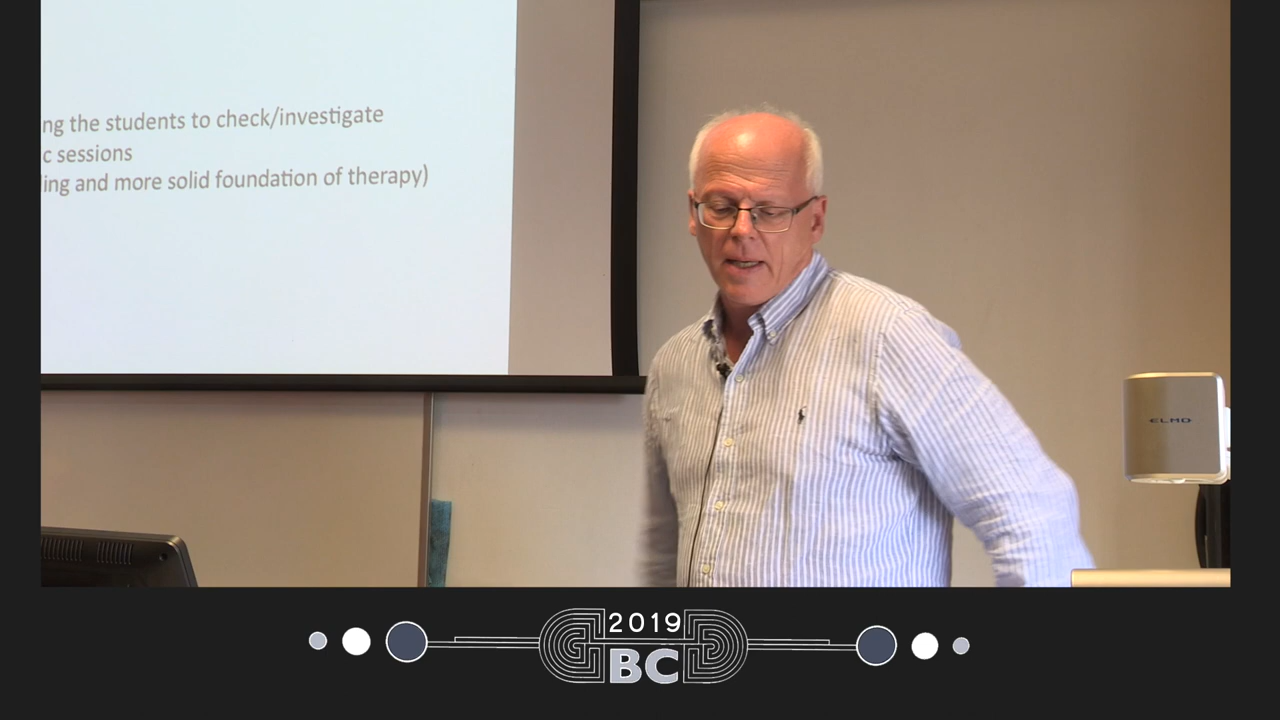 ng the students to check/investigate
c sessions
ing and more solid foundation of therapy)
ELMO
2019
BC